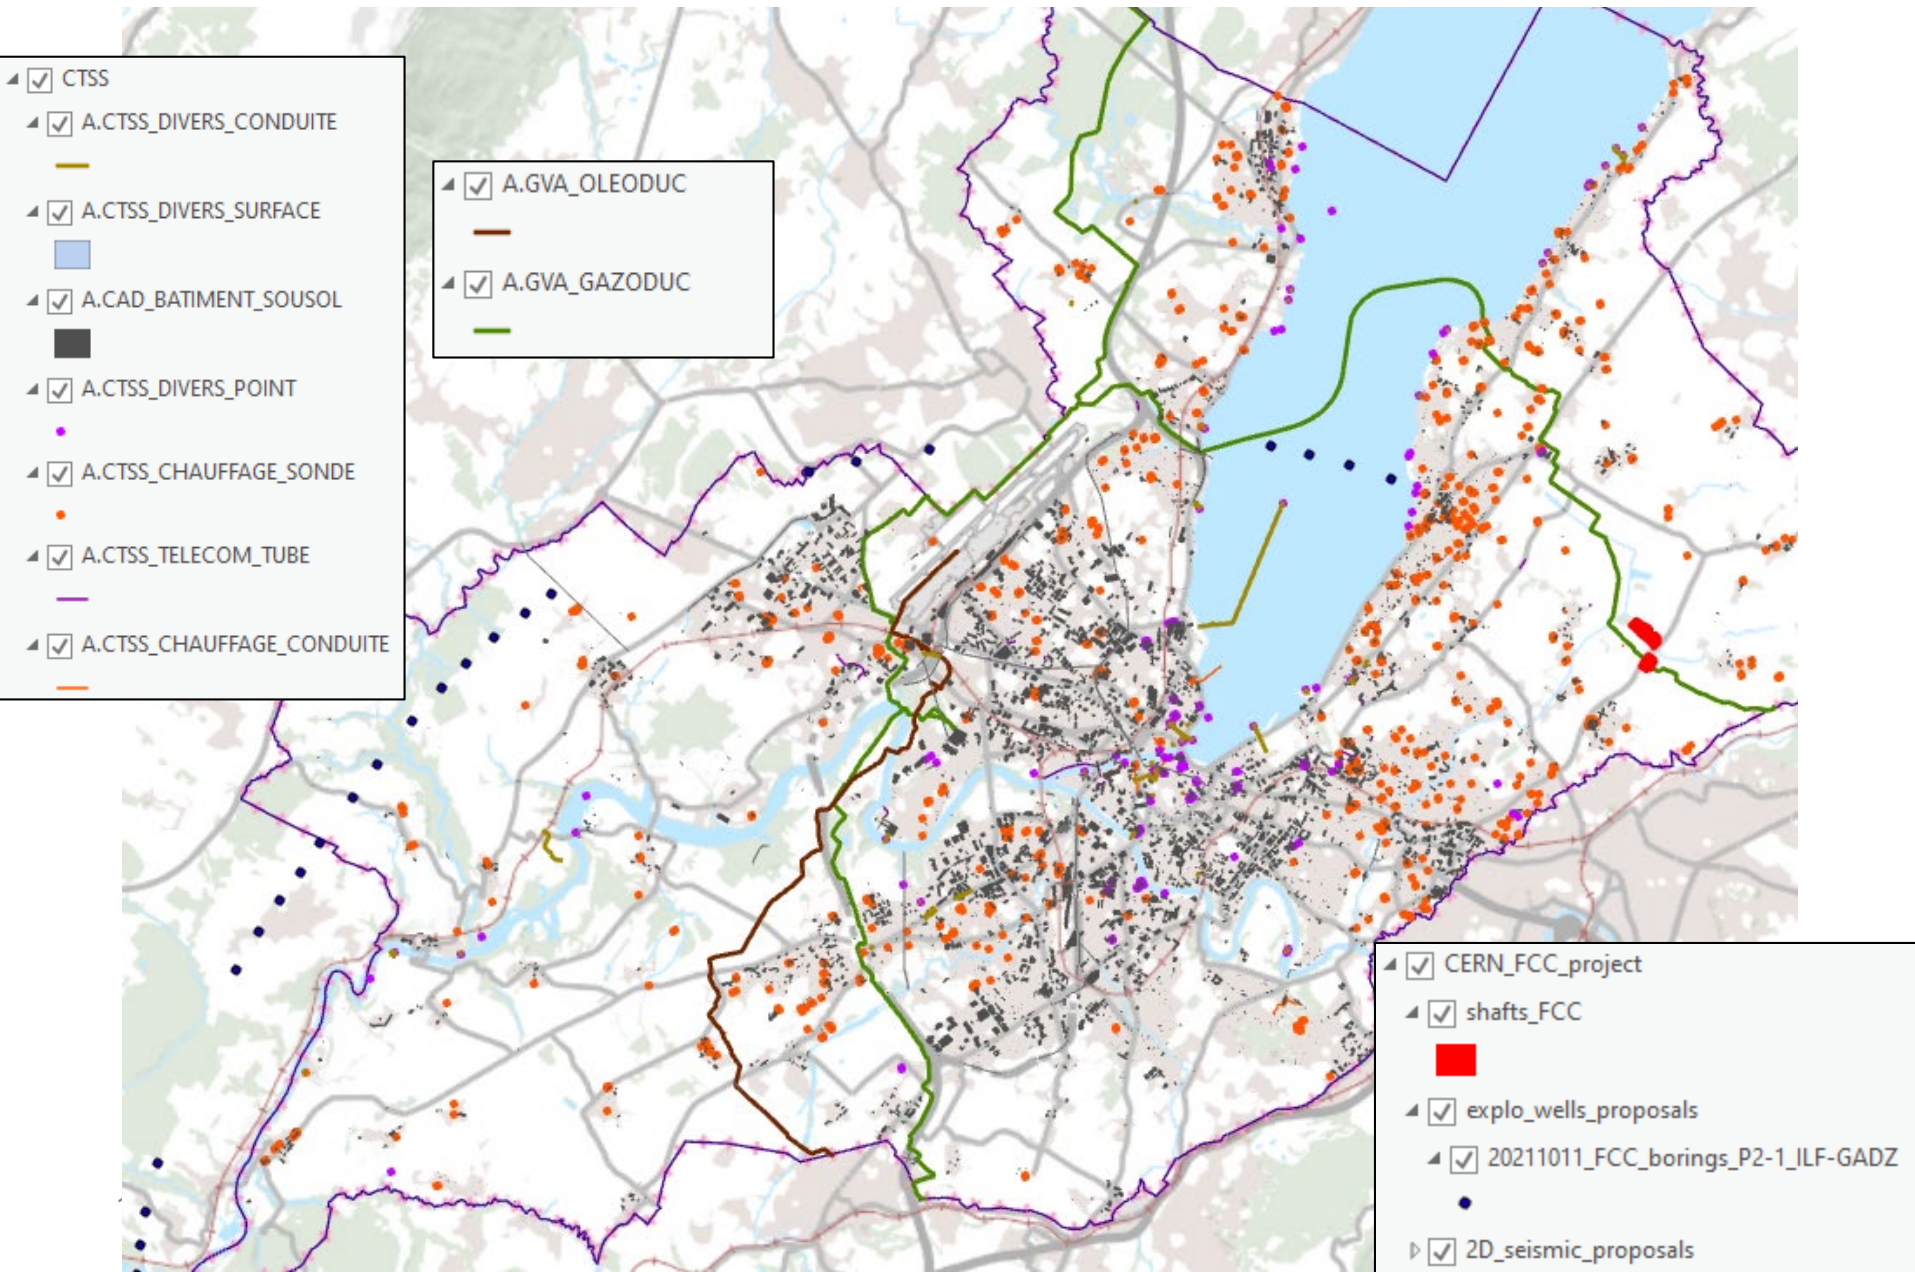 CTSS
A.CTSS_DIVERS_CONDUITE
A.CTSS_DIVERS_SURFACE
A.CAD_BATIMENT_SOUSOL
A.CTSS_DIVERS_POINT
A.CTSS_CHAUFFAGE_SONDE
A.CTSS_TELECOM_TUBE
A.CTSS_CHAUFFAGE_CONDUITE
A.GVA_OLEODUC
A.GVA_GAZODUC
CERN_FCC_project
shafts_FCC
explo_wells_proposals
20211011_FCC_borings_P2-1_ILF-GADZ
2D_seismic_proposals